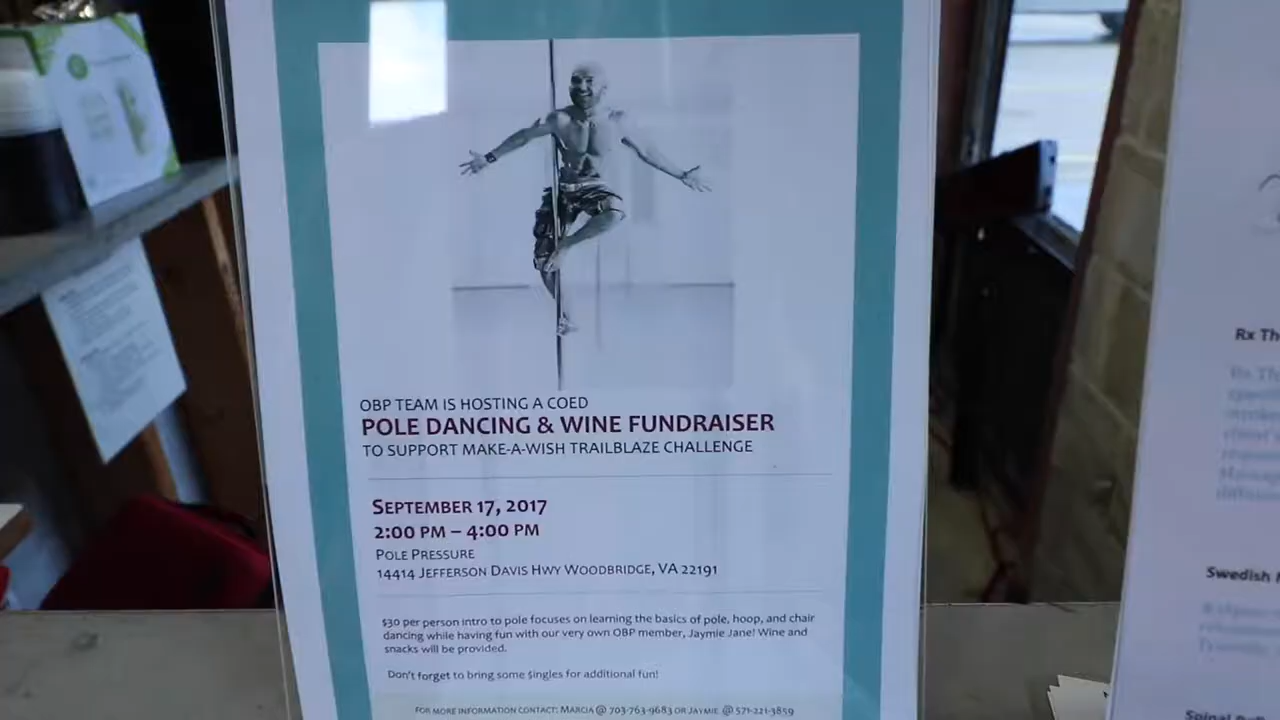 OBP TEAM IS HOSTING A COED
POLE DANCING & WINE FUNDRAISER
TO SUPPORT MAKE-A-WISH TRAILBLAZE CHALLENGE
SEPTEMBER 17, 2017
2:00 PM – 4:00 PM
POLE PRESSURE
14414 JEFFERSON DAVIS HWY WOODBRIDGE, VA 22191
$30 per person intro to pole focuses on learning the basics of pole, hoop, and chair
dancing while having fun with our very own OBP member, Jaymie Jane! Wine and
snacks will be provided.
Don't forget to bring some $ingles for additional fun!
FOR MORE INFORMATION CONTACT: MARCIA @ 703-763-9683 OR JAYMIE @ 571-221-3859
Rx Th
Swedish
Spinal